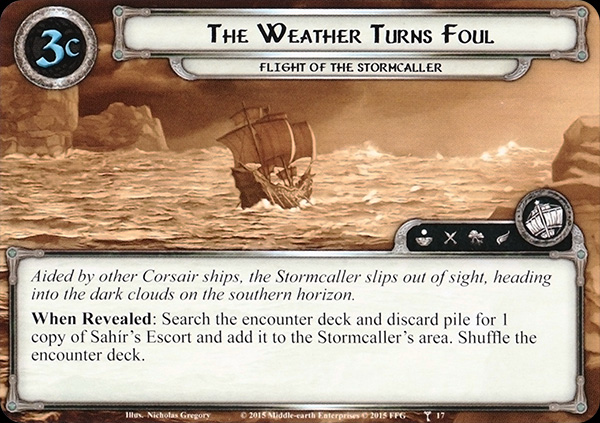 3C
The Weather Turns Foul
Flight of the Stormcaller
Aided by other Corsair ships, the Stormcaller slips out of sight, heading
into the dark clouds on the southern horizon.
When Revealed: Search the encounter deck and discard pile for 1
copy of Sahír's Escort and add it to the Stormcaller's area. Shuffle the
encounter deck.
Illus. Nicholas Gregory © 2015 Middle-earth Enterprises © 2015 FFG 17